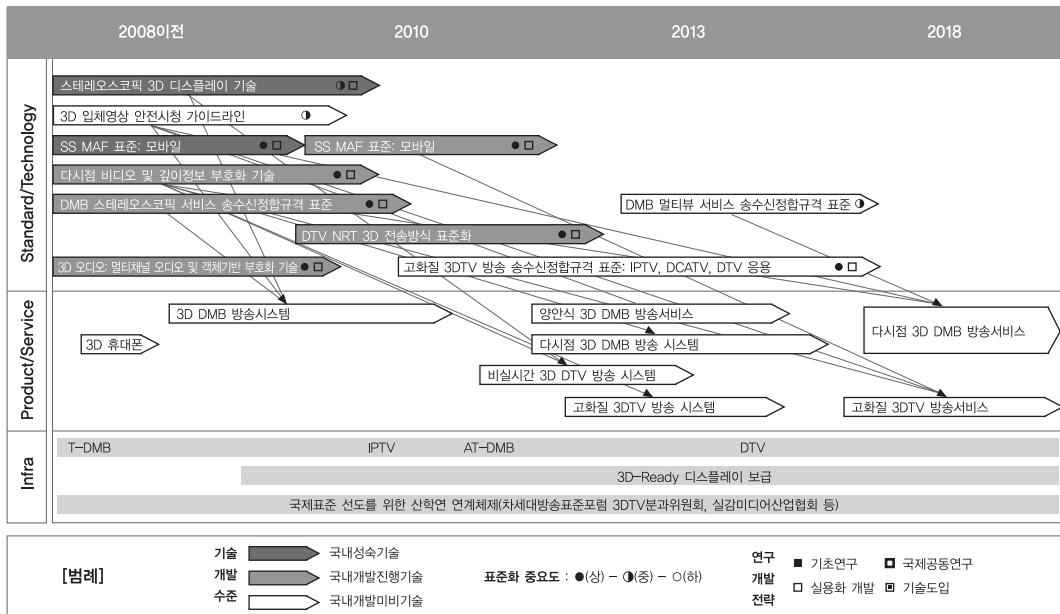 2008이전 2010 2013 2018
Standard/Technology
스테레오스코픽 3D 디스플레이 기술
3D 입체영상 안전시청 가이드라인
SS MAF 표준: 모바일 SS MAF 표준: 모바일
다시점 비디오 및 깊이정보 부호화 기술
DMB 스테레오스코픽 서비스 송수신정합규격 표준 DMB 멀티뷰 서비스 송수신정합규격 표준
DTV NRT 3D 전송방식 표준화
3D 오디오: 멀티채널 오디오 및 객체기반 부호화 기술 고화질 3DTV 방송 송수신정합규격 표준: IPTV, DCATV, DTV 응용
Product/Service
3D DMB 방송시스템 양안식 3D DMB 방송서비스
다시점 3D DMB 방송서비스
3D 휴대폰 다시점 3D DMB 방송 시스템
비실시간 3D DTV 방송 시스템
고화질 3DTV 방송 시스템 고화질 3DTV 방송서비스
Infra
T-DMB IPTV AT-DMB DTV
3D-Ready 디스플레이 보급
국제표준 선도를 위한 산학연 연계체제(차세대방송표준포럼 3DTV분과위원회, 실감미디어산업협회 등)
[범례]
기술 개발 수준
국내성숙기술
국내개발진행기술
국내개발미비기술
표준화 중요도 : ●(상) – ◑(중) – ○(하)
연구 개발 전략
■ 기초연구 국제공동연구
□ 실용화 개발 ▣ 기술도입